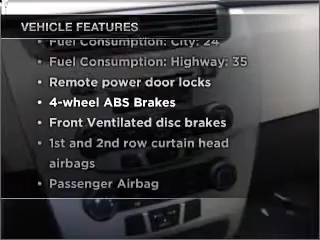 VEHICLE FEATURES
• Fuel Consumption: City: 24
• Fuel Consumption: Highway: 35
• Remote power door locks
• 4-wheel ABS Brakes
• Front Ventilated disc brakes
• 1st and 2nd row curtain head
airbags
• Passenger Airbag